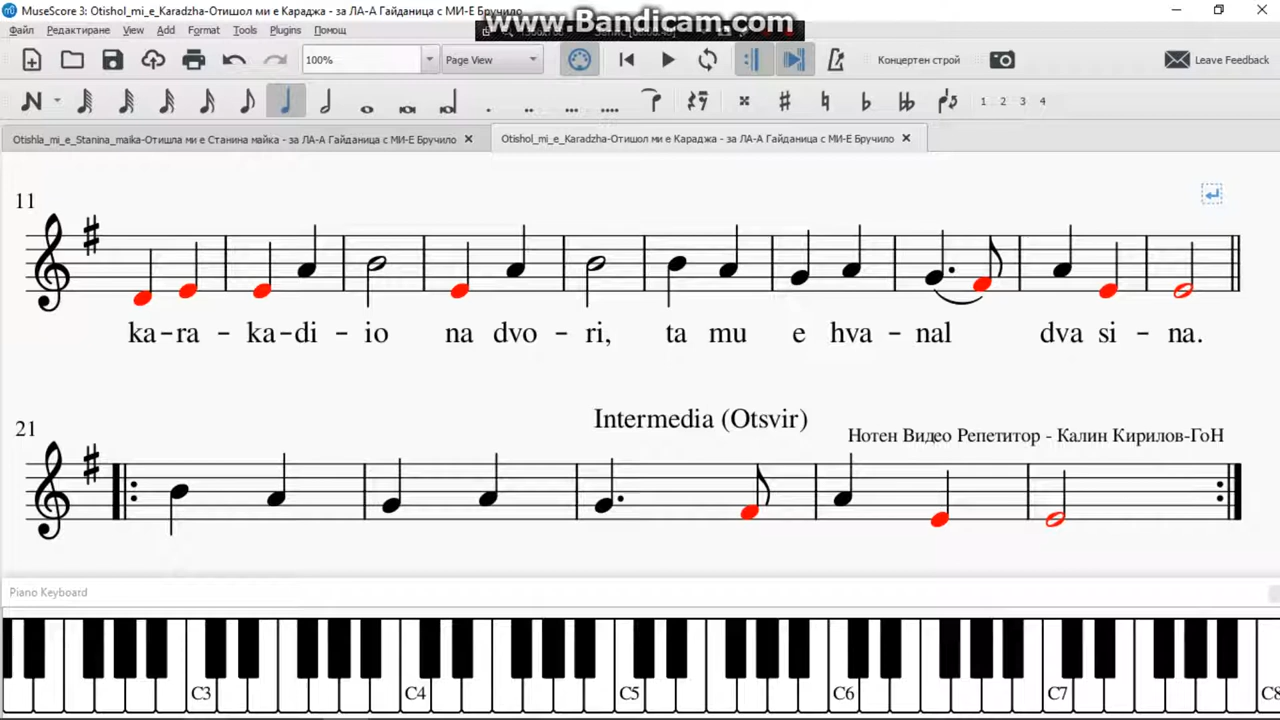 MuseScore 3: Otishol_mi_e_Karadzha-Отишол ми е Караджа - за ЛА-А Гайданица с МИ-Е Бручило
www.Bandicam.com
Файл Редактиране View Add Format Tools Plugins Помощ
100% Page View Концертен строй Leave Feedback
1 2 3 4
Otishla_mi_e_Stanina_maika-Отишла ми е Станина майка - за ЛА-А Гайданица с МИ-Е Бручило
Otishol_mi_e_Karadzha-Отишол ми е Караджа - за ЛА-А Гайданица с МИ-Е Бручило
11
ka-ra - ka-di - io na dvo - ri, ta mu e hva - nal dva si - na.
Intermedia (Otsvir)
21
Нотен Видео Репетитор - Калин Кирилов-ГоН
Piano Keyboard
C3 C4 C5 C6 C7 C8